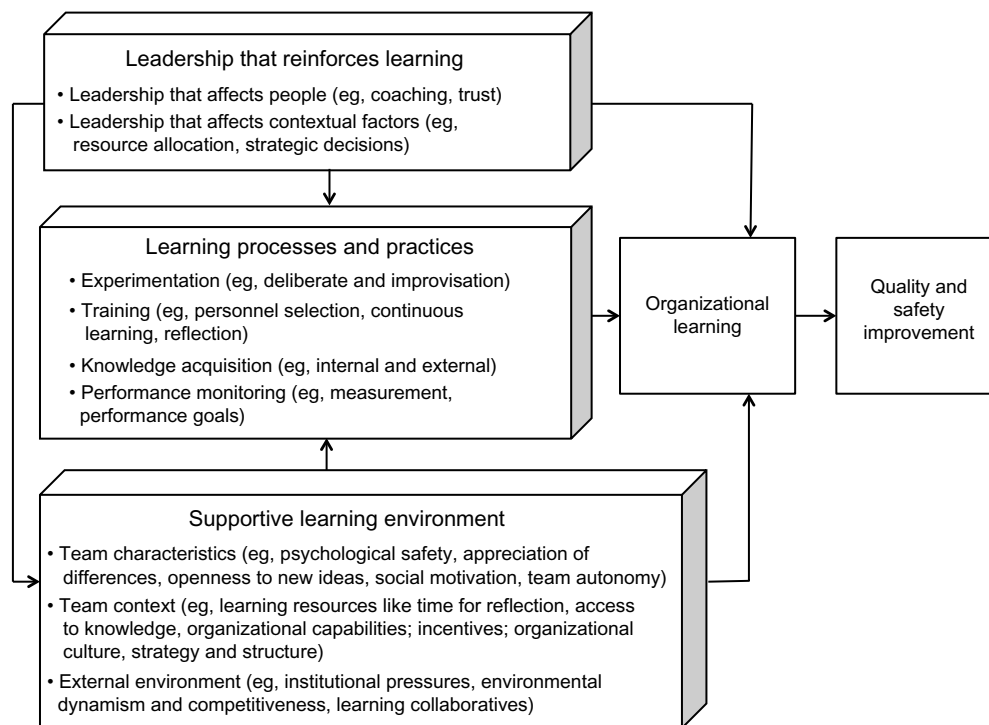 Leadership that reinforces learning
• Leadership that affects people (eg, coaching, trust)
• Leadership that affects contextual factors (eg,
resource allocation, strategic decisions)
Learning processes and practices
• Experimentation (eg, deliberate and improvisation)
• Training (eg, personnel selection, continuous
learning, reflection)
• Knowledge acquisition (eg, internal and external)
• Performance monitoring (eg, measurement,
performance goals)
Organizational
learning
Quality and
safety
improvement
Supportive learning environment
• Team characteristics (eg, psychological safety, appreciation of
differences, openness to new ideas, social motivation, team autonomy)
• Team context (eg, learning resources like time for reflection, access
to knowledge, organizational capabilities; incentives; organizational
culture, strategy and structure)
• External environment (eg, institutional pressures, environmental
dynamism and competitiveness, learning collaboratives)